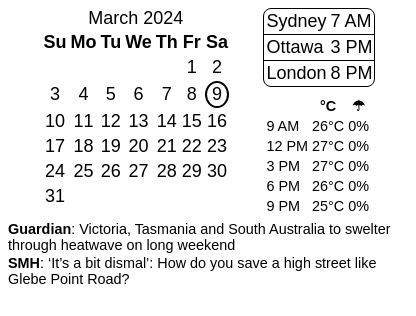 March 2024
Su Mo Tu We Th Fr Sa
1 2
3 4 5 6 7 8 9
10 11 12 13 14 15 16
17 18 19 20 21 22 23
24 25 26 27 28 29 30
31
Sydney 7 AM
Ottawa 3 PM
London 8 PM
°C ☂
9 AM 26°C 0%
12 PM 27°C 0%
3 PM 27°C 0%
6 PM 26°C 0%
9 PM 25°C 0%
Guardian: Victoria, Tasmania and South Australia to swelter
through heatwave on long weekend
SMH: ‘It’s a bit dismal’: How do you save a high street like
Glebe Point Road?